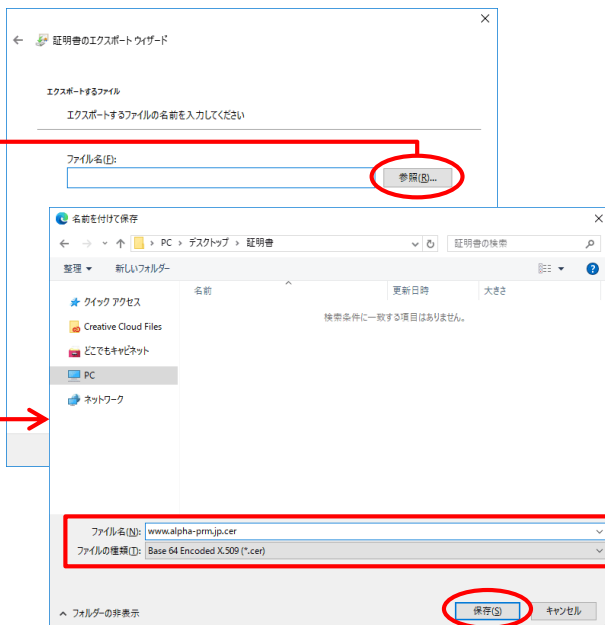 証明書のエクスポート ウィザード
エクスポートするファイル
エクスポートするファイルの名前を入力してください
ファイル名(F):
参照(R)...
名前を付けて保存
PC › デスクトップ › 証明書
証明書の検索
整理 ▼ 新しいフォルダー
名前 更新日時 大きさ
検索条件に一致する項目はありません。
クイック アクセス
Creative Cloud Files
どこでもキャビネット
PC
ネットワーク
ファイル名(N): www.alpha-prm.jp.cer
ファイルの種類(T): Base 64 Encoded X.509 (*.cer)
フォルダーの非表示
保存(S) キャンセル